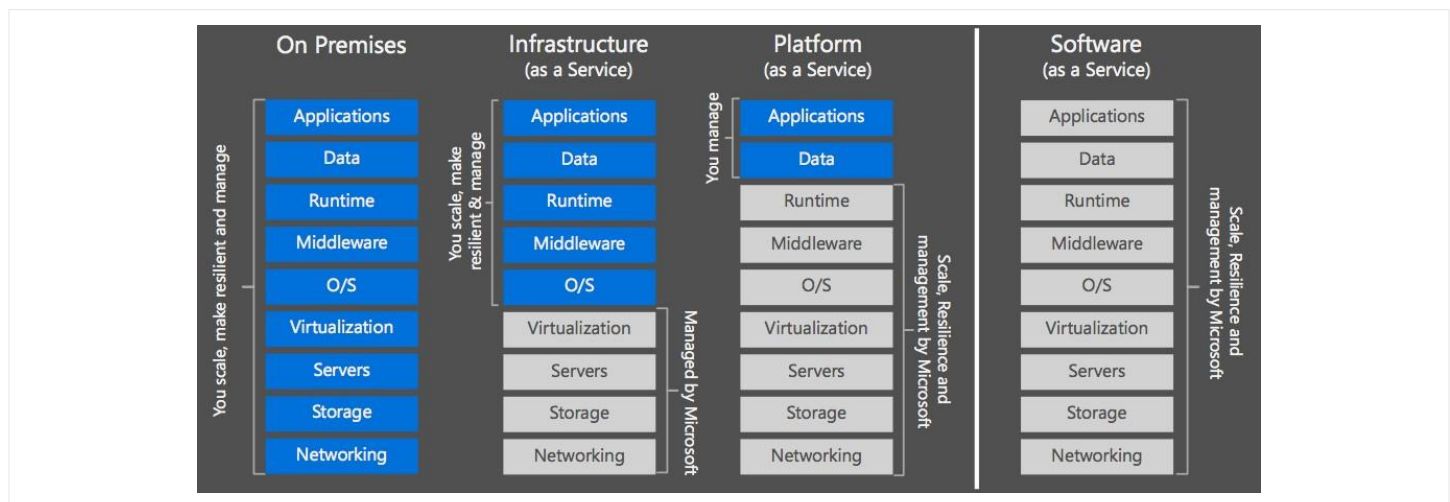 On Premises
Applications
Data
Runtime
Middleware
O/S
Virtualization
Servers
Storage
Networking
You scale, make resilient and manage
Infrastructure
(as a Service)
Applications
Data
Runtime
Middleware
O/S
Virtualization
Servers
Storage
Networking
You scale, make
resilient & manage
Managed by Microsoft
Platform
(as a Service)
Applications
Data
Runtime
Middleware
O/S
Virtualization
Servers
Storage
Networking
You manage
Scale, Resilience and
management by Microsoft
Software
(as a Service)
Applications
Data
Runtime
Middleware
O/S
Virtualization
Servers
Storage
Networking
Scale, Resilience and
management by Microsoft